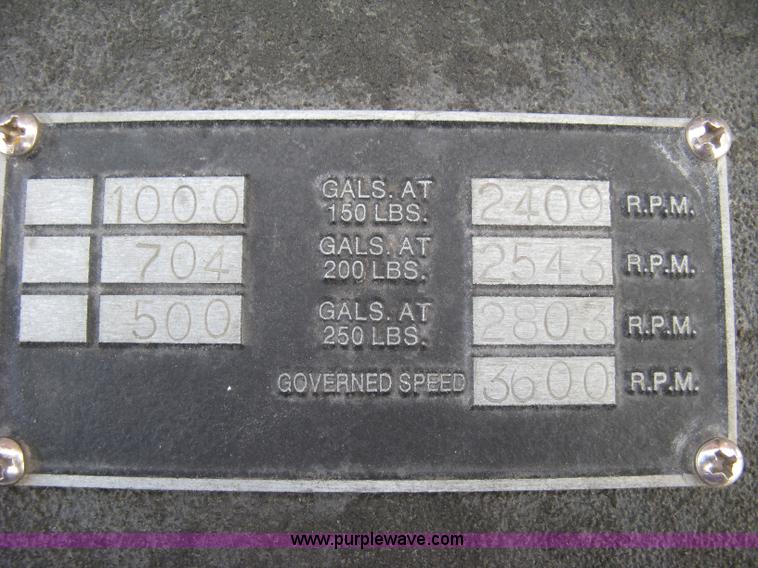 1000 GALS. AT 150 LBS. 2409 R.P.M.
704 GALS. AT 200 LBS. 2543 R.P.M.
500 GALS. AT 250 LBS. 2803 R.P.M.
GOVERNED SPEED 3600 R.P.M.
www.purplewave.com